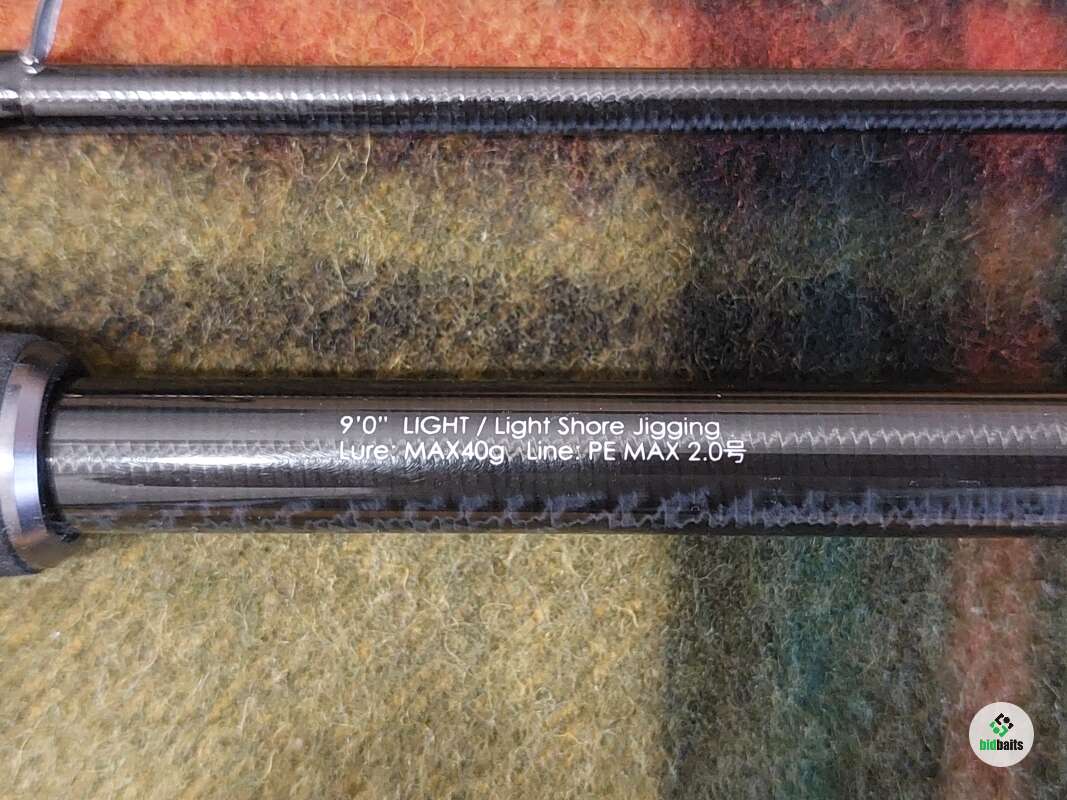 9'0" LIGHT / Light Shore Jigging
Lure: MAX40g Line: PE MAX 2.0号
bidbaits